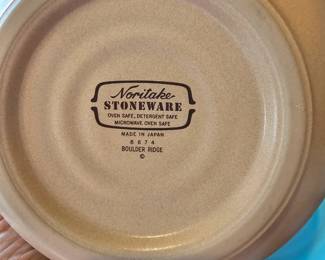 Noritake
STONEWARE
OVEN SAFE, DETERGENT SAFE
MICROWAVE OVEN SAFE
MADE IN JAPAN
8674
BOULDER RIDGE
©